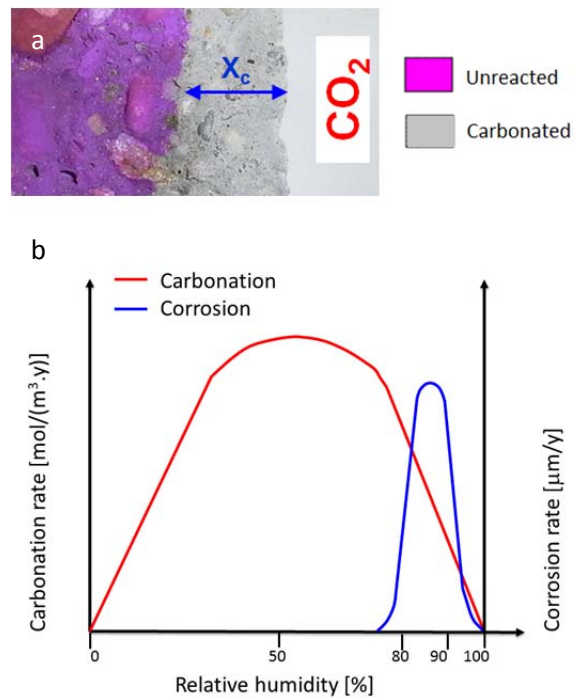 a
Xc
CO2
Unreacted
Carbonated
b
Carbonation
Corrosion
Carbonation rate [mol/(m³·y)]
Corrosion rate [μm/y]
0 50 80 90 100
Relative humidity [%]